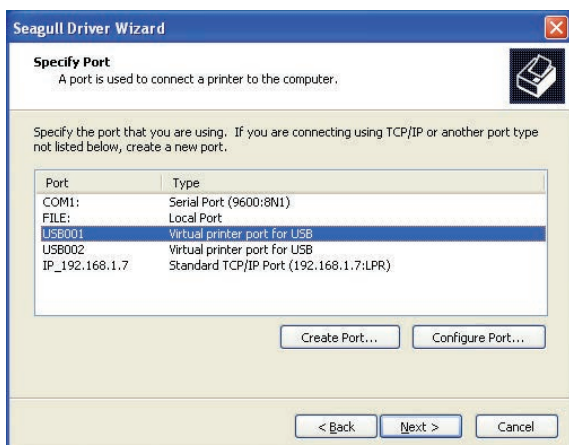 Seagull Driver Wizard
Specify Port
A port is used to connect a printer to the computer.
Specify the port that you are using. If you are connecting using TCP/IP or another port type
not listed below, create a new port.
Port Type
COM1: Serial Port (9600:8N1)
FILE: Local Port
USB001 Virtual printer port for USB
USB002 Virtual printer port for USB
IP_192.168.1.7 Standard TCP/IP Port (192.168.1.7:LPR)
Create Port... Configure Port...
< Back Next > Cancel